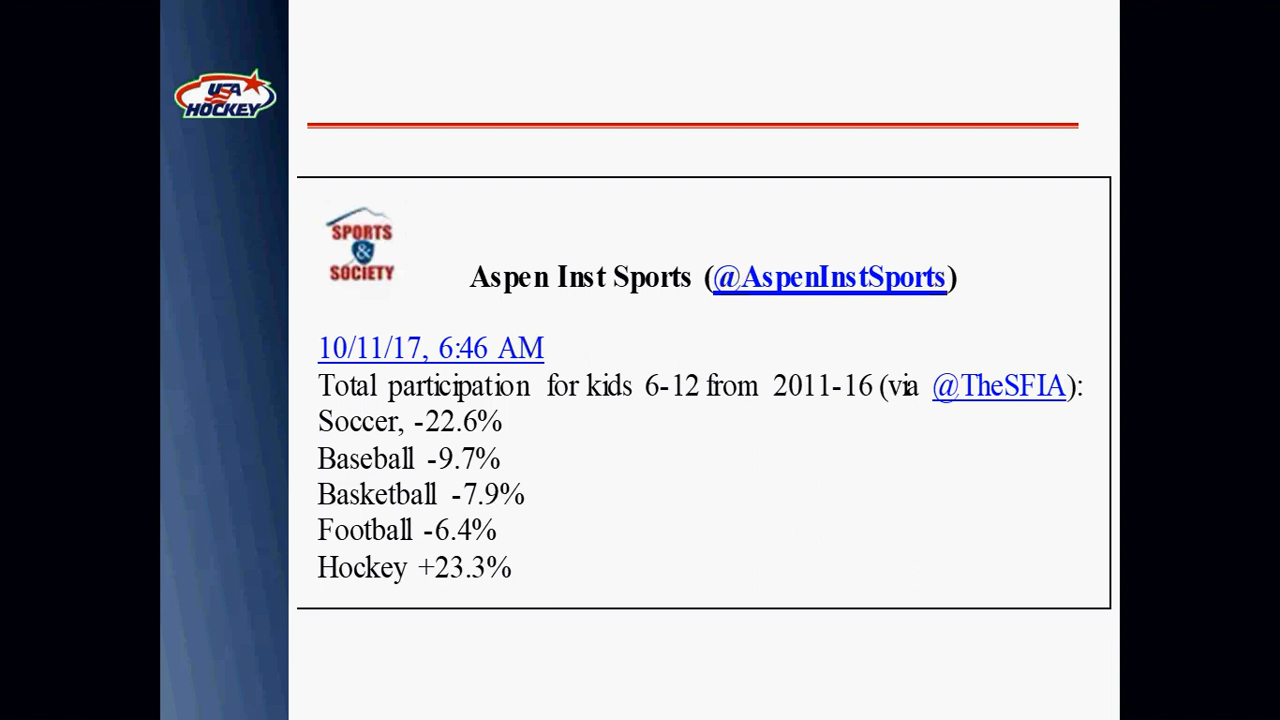 USA
HOCKEY
SPORTS
&
SOCIETY
Aspen Inst Sports (@AspenInstSports)
10/11/17, 6:46 AM
Total participation for kids 6-12 from 2011-16 (via @TheSFIA):
Soccer, -22.6%
Baseball -9.7%
Basketball -7.9%
Football -6.4%
Hockey +23.3%